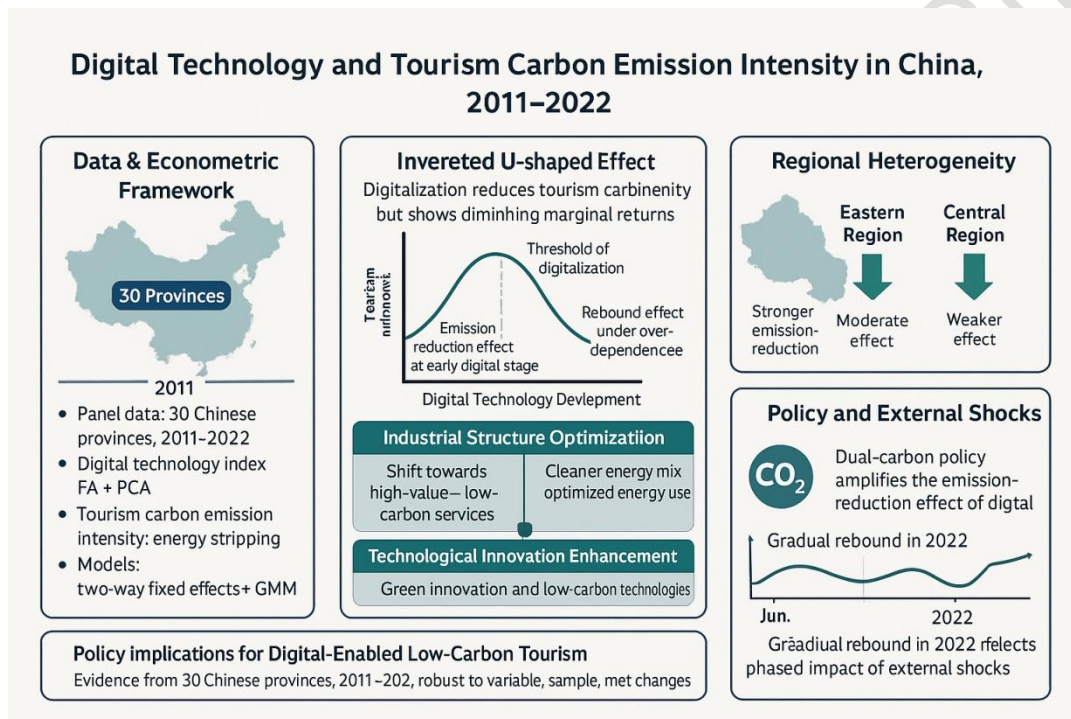 Digital Technology and Tourism Carbon Emission Intensity in China,
2011–2022
Data & Econometric
Framework
30 Provinces
2011
• Panel data: 30 Chinese
provinces, 2011–2022
• Digital technology index
FA + PCA
• Tourism carbon emission
intensity: energy stripping
• Models:
two-way fixed effects+ GMM
Invereted U-shaped Effect
Digitalization reduces tourism carbinenity
but shows diminhing marginal returns
Threshold of
digitalization
Emission
reduction effect
at early digital stage
Rebound effect
under over-
dependencee
Digital Technology Devlepment
Industrial Structure Optimizatiion
Shift towards
high-value— low-
carbon services
Cleaner energy mix
optimized energy use
Technological Innovation Enhancement
Green innovation and low-carbon technologies
Regional Heterogeneity
Eastern
Region
Central
Region
Stronger
emission-
reduction
Moderate
effect
Weaker
effect
Policy and External Shocks
CO₂
Dual-carbon policy
amplifies the emission-
reduction effect of digtal
Gradual rebound in 2022
Jun.
2022
Grăadiual rebound in 2022 rfelects
phased impact of external shocks
Policy implications for Digital-Enabled Low-Carbon Tourism
Evidence from 30 Chinese provinces, 2011–202, robust to variable, sample, met changes